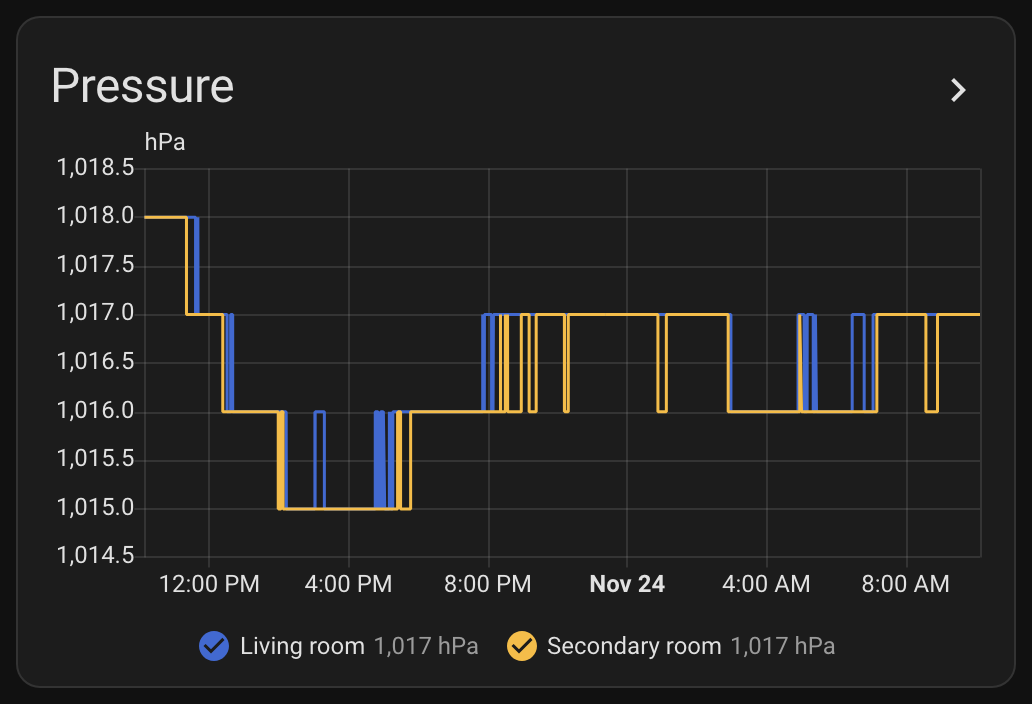 Pressure
hPa
1,018.5
1,018.0
1,017.5
1,017.0
1,016.5
1,016.0
1,015.5
1,015.0
1,014.5
12:00 PM 4:00 PM 8:00 PM Nov 24 4:00 AM 8:00 AM
Living room 1,017 hPa Secondary room 1,017 hPa